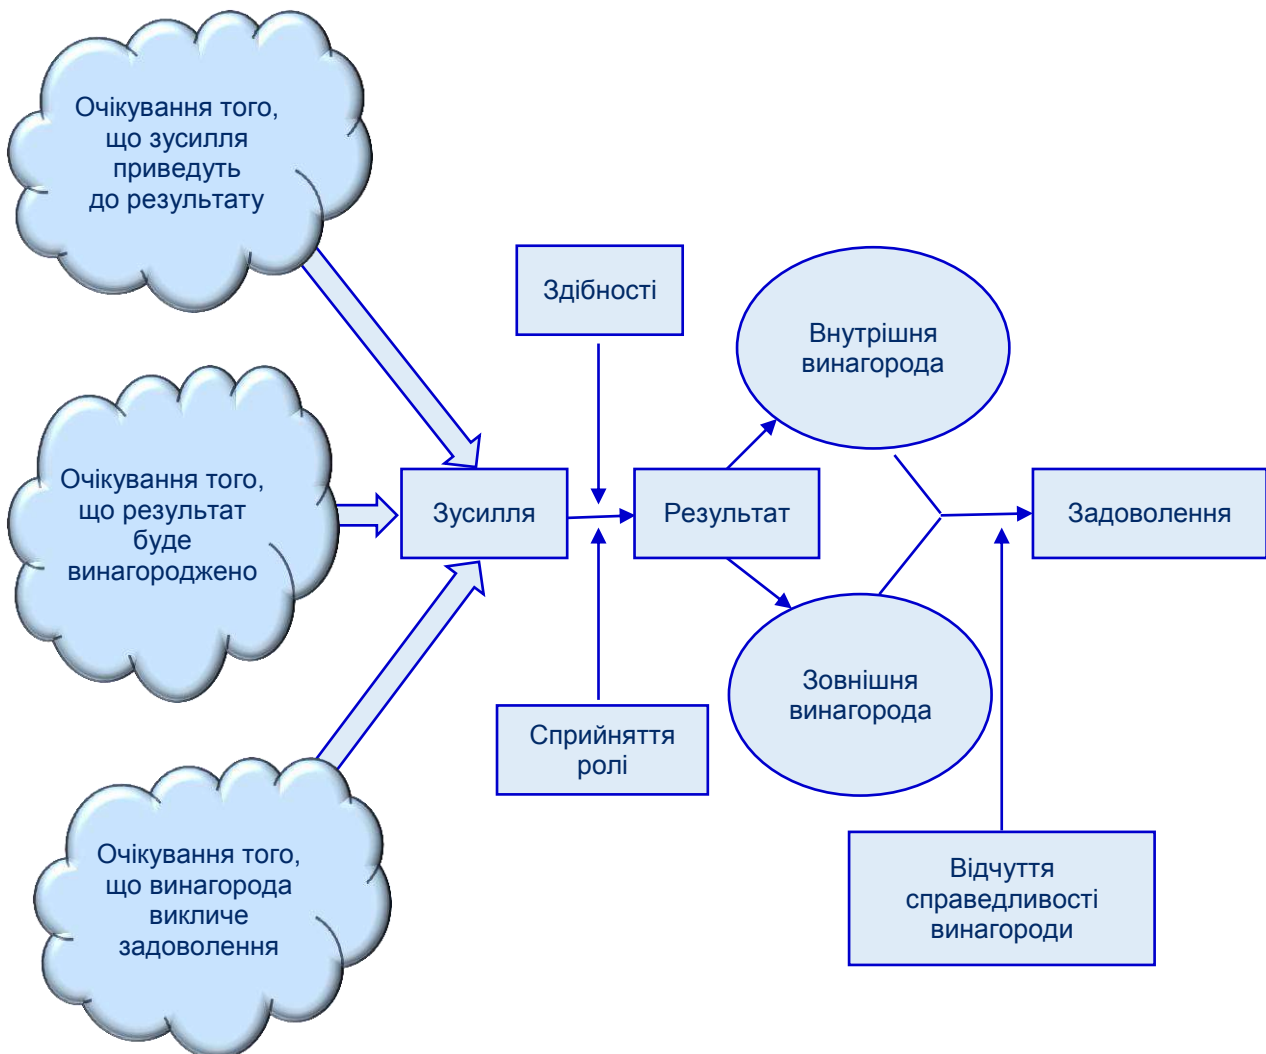 Очікування того,
що зусилля
приведуть
до результату
Здібності
Внутрішня
винагорода
Очікування того,
що результат
буде
винагороджено
Зусилля
Результат
Задоволення
Сприйняття
ролі
Зовнішня
винагорода
Очікування того,
що винагорода
викличе
задоволення
Відчуття
справедливості
винагороди